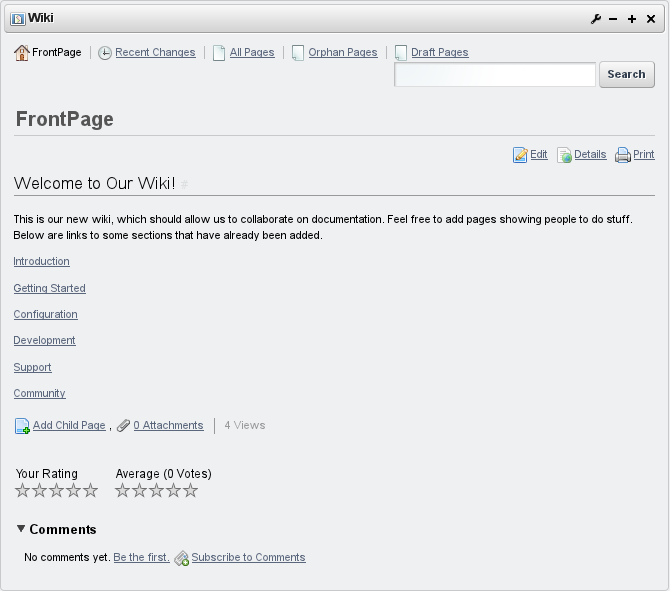 Wiki
FrontPage Recent Changes All Pages Orphan Pages Draft Pages
Search
FrontPage
Edit Details Print
Welcome to Our Wiki! #
This is our new wiki, which should allow us to collaborate on documentation. Feel free to add pages showing people to do stuff.
Below are links to some sections that have already been added.
Introduction
Getting Started
Configuration
Development
Support
Community
Add Child Page , 0 Attachments 4 Views
Your Rating Average (0 Votes)
Comments
No comments yet. Be the first. Subscribe to Comments